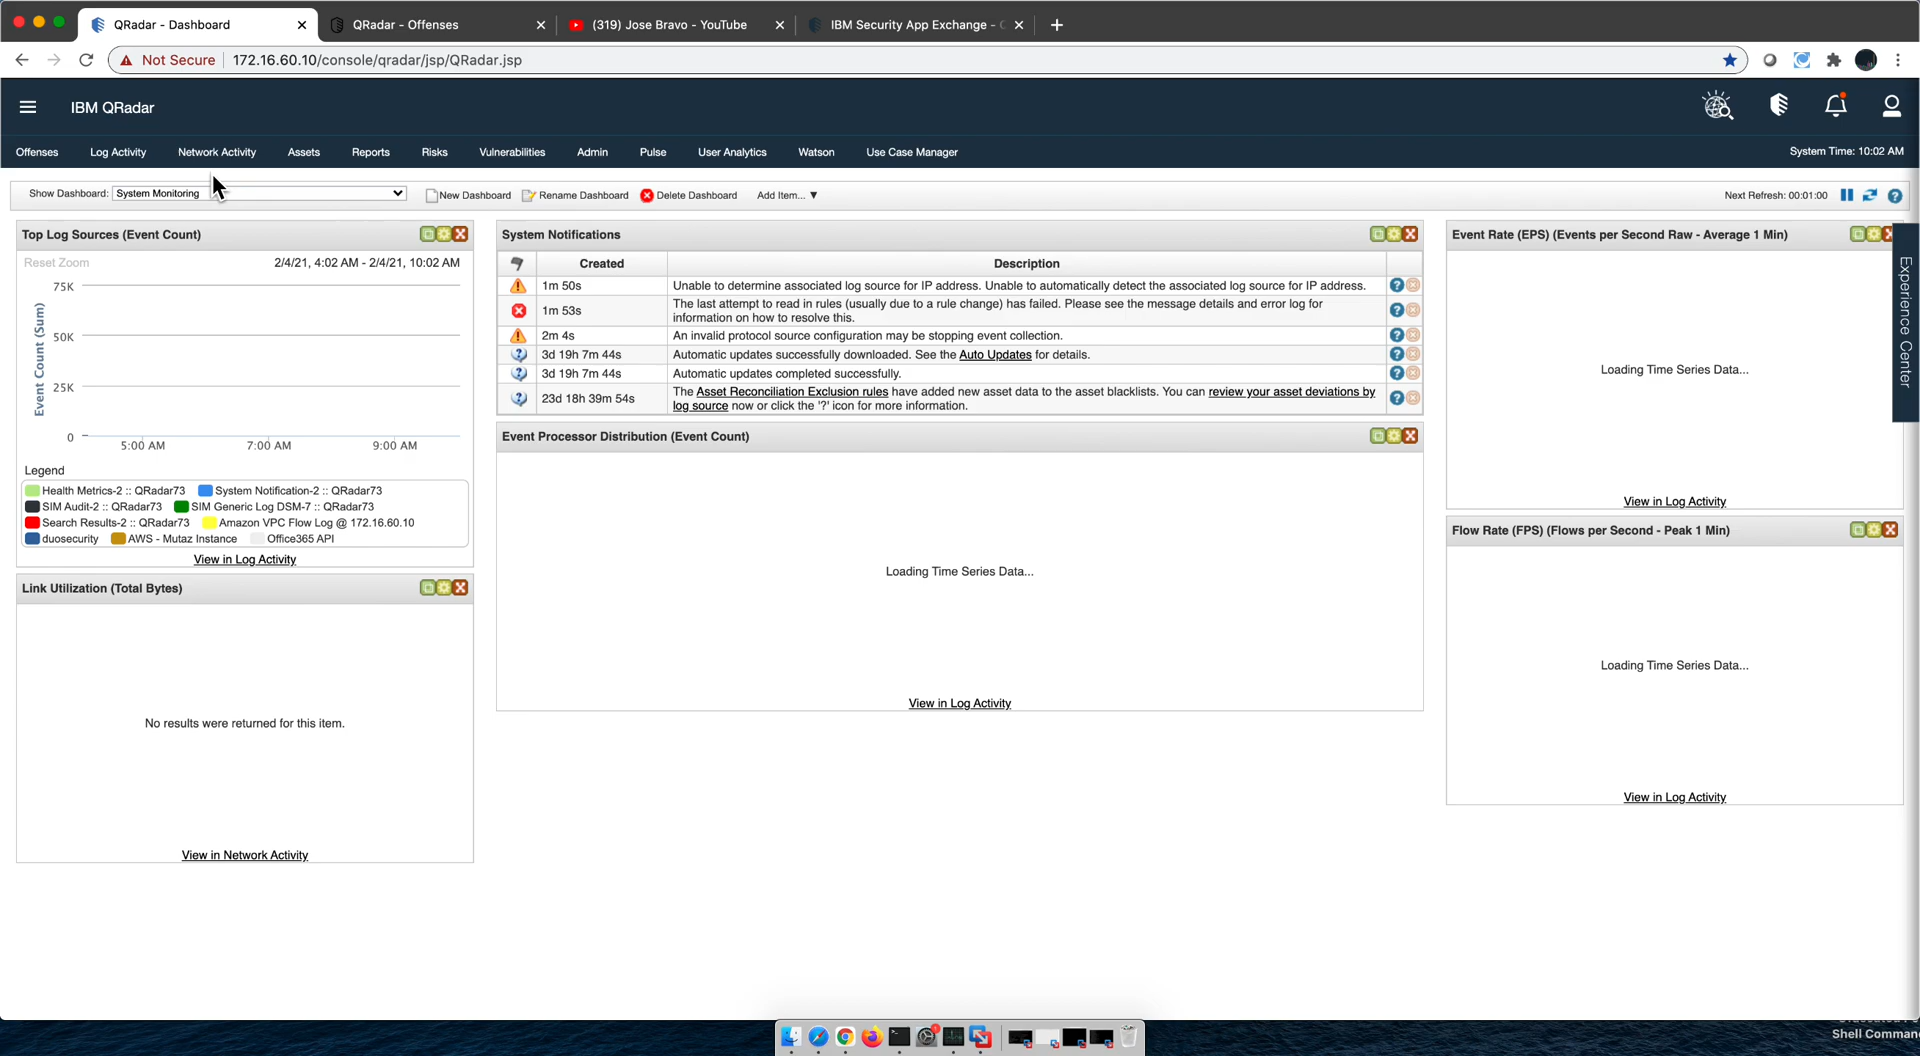 QRadar - Dashboard
QRadar - Offenses
(319) Jose Bravo - YouTube
IBM Security App Exchange -
Not Secure
172.16.60.10/console/qradar/jsp/QRadar.jsp
IBM QRadar
Offenses
Log Activity
Network Activity
Assets
Reports
Risks
Vulnerabilities
Admin
Pulse
User Analytics
Watson
Use Case Manager
System Time: 10:02 AM
Show Dashboard:
System Monitoring
New Dashboard
Rename Dashboard
Delete Dashboard
Add Item... ▼
Next Refresh: 00:01:00
Top Log Sources (Event Count)
Reset Zoom
2/4/21, 4:02 AM - 2/4/21, 10:02 AM
Event Count (Sum)
75K
50K
25K
0
5:00 AM
7:00 AM
9:00 AM
Legend
Health Metrics-2 :: QRadar73
System Notification-2 :: QRadar73
SIM Audit-2 :: QRadar73
SIM Generic Log DSM-7 :: QRadar73
Search Results-2 :: QRadar73
Amazon VPC Flow Log @ 172.16.60.10
duosecurity
AWS - Mutaz Instance
Office365 API
View in Log Activity
Link Utilization (Total Bytes)
No results were returned for this item.
View in Network Activity
System Notifications
Created
Description
1m 50s
Unable to determine associated log source for IP address. Unable to automatically detect the associated log source for IP address.
1m 53s
The last attempt to read in rules (usually due to a rule change) has failed. Please see the message details and error log for
information on how to resolve this.
2m 4s
An invalid protocol source configuration may be stopping event collection.
3d 19h 7m 44s
Automatic updates successfully downloaded. See the Auto Updates for details.
3d 19h 7m 44s
Automatic updates completed successfully.
23d 18h 39m 54s
The Asset Reconciliation Exclusion rules have added new asset data to the asset blacklists. You can review your asset deviations by
log source now or click the '?' icon for more information.
Event Processor Distribution (Event Count)
Loading Time Series Data...
View in Log Activity
Event Rate (EPS) (Events per Second Raw - Average 1 Min)
Loading Time Series Data...
View in Log Activity
Flow Rate (FPS) (Flows per Second - Peak 1 Min)
Loading Time Series Data...
View in Log Activity
Experience Center
Shell Comman